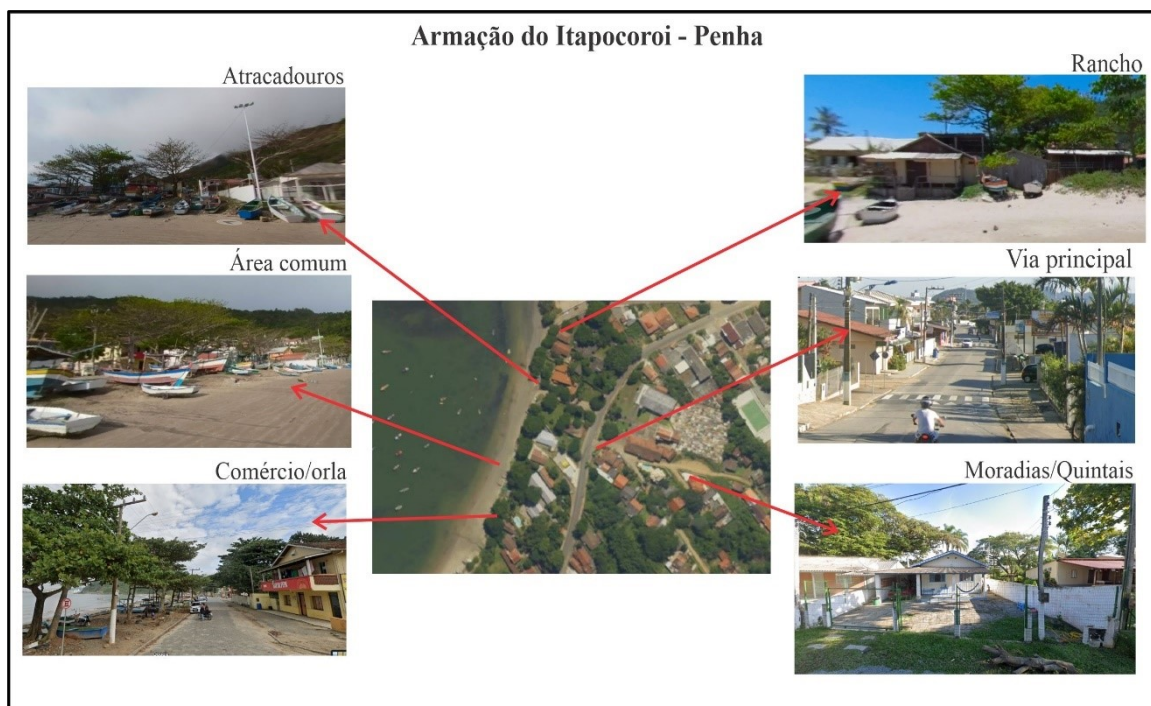 Armação do Itapocoroi - Penha
Atracadouros
Rancho
Área comum
Via principal
Comércio/orla
Moradias/Quintais